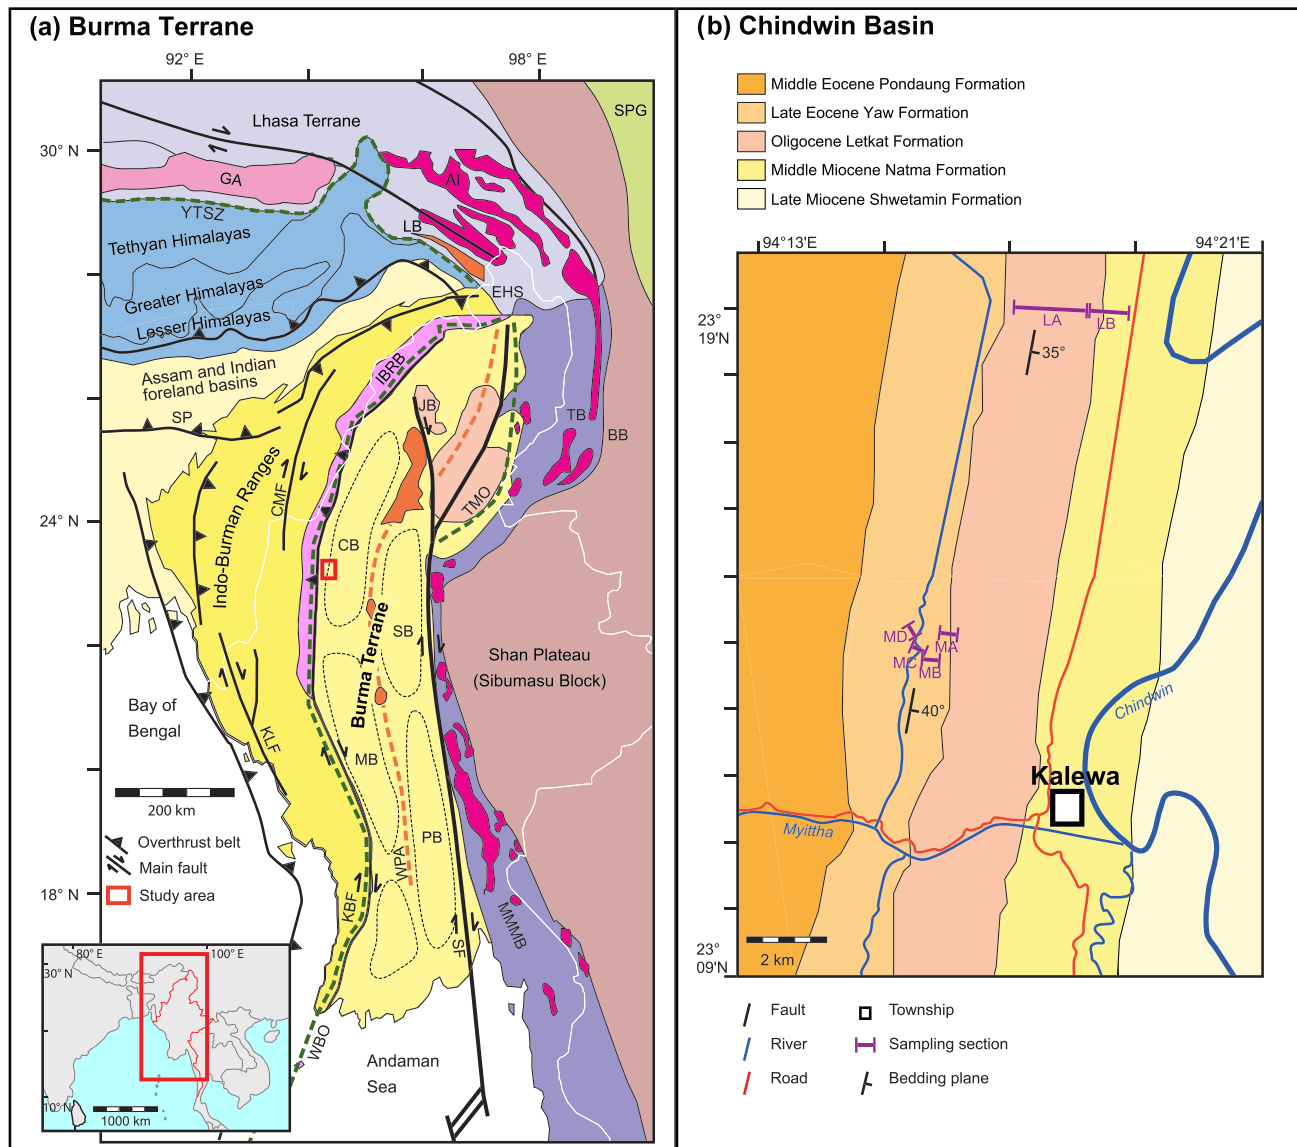 (a) Burma Terrane
92° E
98° E
30° N
24° N
18° N
Lhasa Terrane
SPG
GA
AI
YTSZ
LB
Tethyan Himalayas
Greater Himalayas
Lesser Himalayas
EHS
Assam and Indian
foreland basins
IBRB
SP
JB
TB
BB
Indo-Burman Ranges
CMF
TMO
CB
SB
Burma Terrane
Shan Plateau
(Sibumasu Block)
Bay of
Bengal
KLF
MB
PB
WPA
200 km
Overthrust belt
Main fault
Study area
KBF
SF
MMMB
WBO
Andaman
Sea
80° E
100° E
30° N
10° N
1000 km
(b) Chindwin Basin
Middle Eocene Pondaung Formation
Late Eocene Yaw Formation
Oligocene Letkat Formation
Middle Miocene Natma Formation
Late Miocene Shwetamin Formation
94°13'E
94°21'E
23°
19'N
LA
LB
35°
MD
MA
MC
MB
40°
Chindwin
Kalewa
Myittha
23°
09'N
2 km
Fault
Township
River
Sampling section
Road
Bedding plane